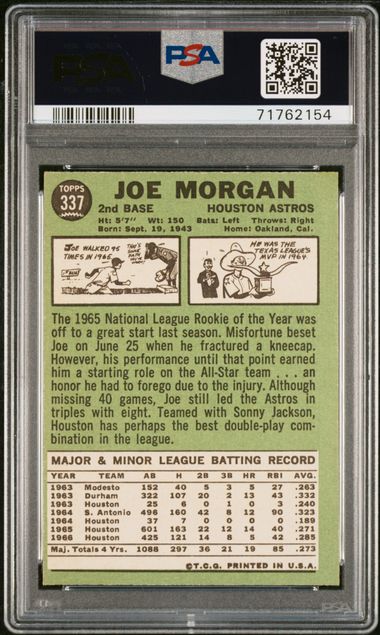 PSA
PSA
71762154
TOPPS
337
JOE MORGAN
2nd BASE HOUSTON ASTROS
Ht: 5'7" Wt: 150 Bats: Left Throws: Right
Born: Sept. 19, 1943 Home: Oakland, Cal.
JOE WALKED 95
TIMES IN 1965.
HE WAS THE
TEXAS LEAGUE'S
MVP IN 1964.
The 1965 National League Rookie of the Year was
off to a great start last season. Misfortune beset
Joe on June 25 when he fractured a kneecap.
However, his performance until that point earned
him a starting role on the All-Star team . . . an
honor he had to forego due to the injury. Although
missing 40 games, Joe still led the Astros in
triples with eight. Teamed with Sonny Jackson,
Houston has perhaps the best double-play com-
bination in the league.
MAJOR & MINOR LEAGUE BATTING RECORD
YEAR TEAM AB H 2B 3B HR RBI AVG.
1963 Modesto 152 40 5 3 5 27 .263
1963 Durham 332 107 20 2 13 43 .332
1963 Houston 25 6 0 1 0 3 .240
1964 S. Antonio 496 160 42 8 12 90 .323
1964 Houston 37 7 0 0 0 0 .189
1965 Houston 601 163 22 12 14 40 .271
1966 Houston 425 121 14 8 5 42 .285
Maj. Totals 4 Yrs. 1088 297 36 21 19 85 .273
©T.C.G. PRINTED IN U.S.A.